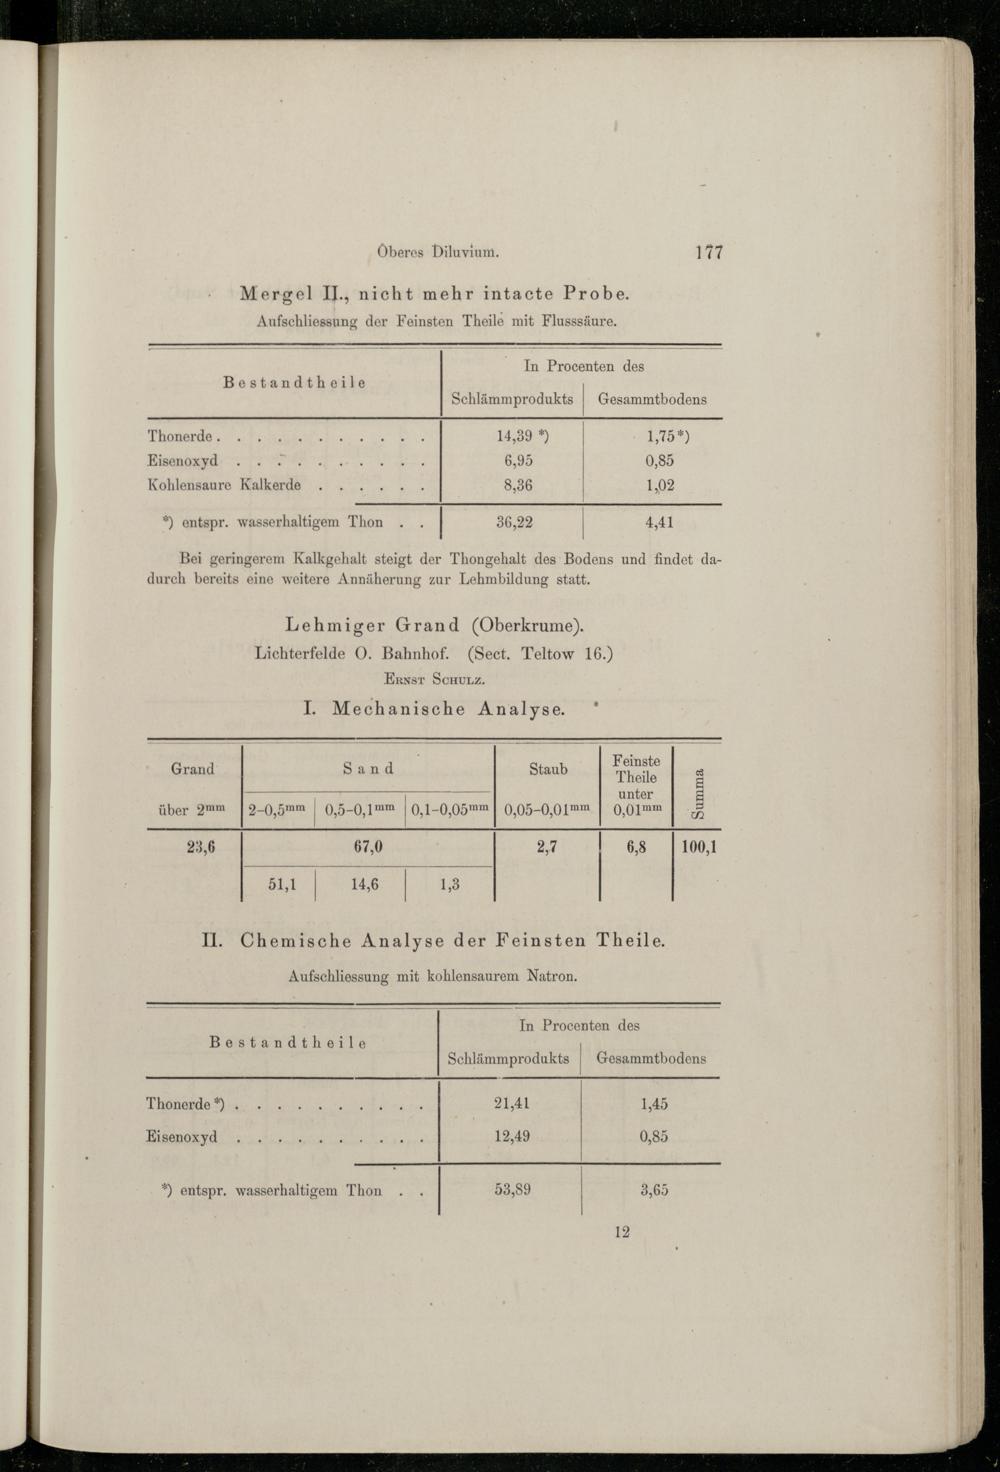 Oberes Diluvium. 177
Mergel II., nicht mehr intacte Probe.
Aufschliessung der Feinsten Theile mit Flusssäure.
Bestandtheile In Procenten des
Schlämmprodukts Gesammtbodens
Thonerde . . . . . . . . . . . 14,39 *) 1,75*)
Eisenoxyd . . . . . . . . . . 6,95 0,85
Kohlensaure Kalkerde . . . . . . 8,36 1,02
*) entspr. wasserhaltigem Thon . . 36,22 4,41
Bei geringerem Kalkgehalt steigt der Thongehalt des Bodens und findet da-
durch bereits eine weitere Annäherung zur Lehmbildung statt.
Lehmiger Grand (Oberkrume).
Lichterfelde O. Bahnhof. (Sect. Teltow 16.)
Ernst Schulz.
I. Mechanische Analyse.
Grand Sand Staub Feinste Theile unter 0,01mm Summa
über 2mm 2-0,5mm 0,5-0,1mm 0,1-0,05mm 0,05-0,01mm
23,6 67,0 2,7 6,8 100,1
51,1 14,6 1,3
II. Chemische Analyse der Feinsten Theile.
Aufschliessung mit kohlensaurem Natron.
Bestandtheile In Procenten des
Schlämmprodukts Gesammtbodens
Thonerde *) . . . . . . . . . . 21,41 1,45
Eisenoxyd . . . . . . . . . . 12,49 0,85
*) entspr. wasserhaltigem Thon . . 53,89 3,65
12